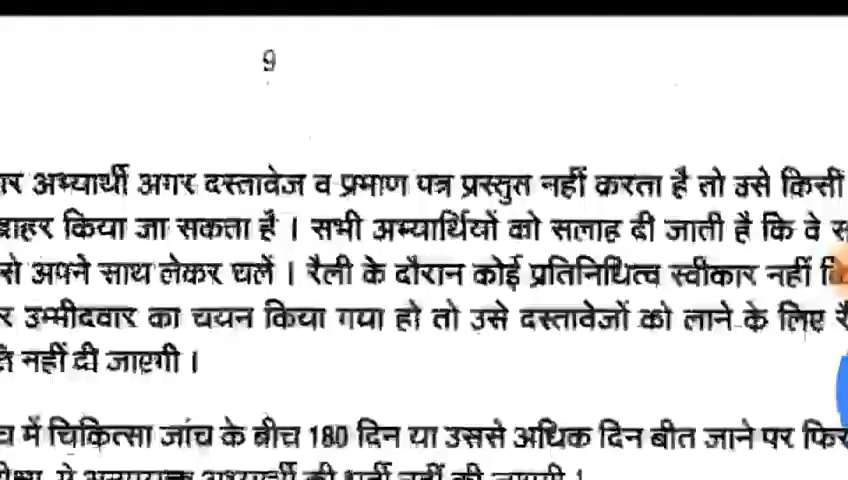 9
अभ्यार्थी अगर दस्तावेज व प्रमाण पत्र प्रस्तुत नहीं करता है तो उसे किसी
किया जा सकता है । सभी अभ्यार्थियों को सलाह दी जाती है कि वे
अपने साथ लेकर चलें । रैली के दौरान कोई प्रतिनिधित्व स्वीकार नहीं
उम्मीदवार का चयन किया गया हो तो उसे दस्तावेजों को लाने के लिए
नहीं दी जाएगी ।
में चिकित्सा जांच के बीच 180 दिन या उससे अधिक दिन बीत जाने पर फिर